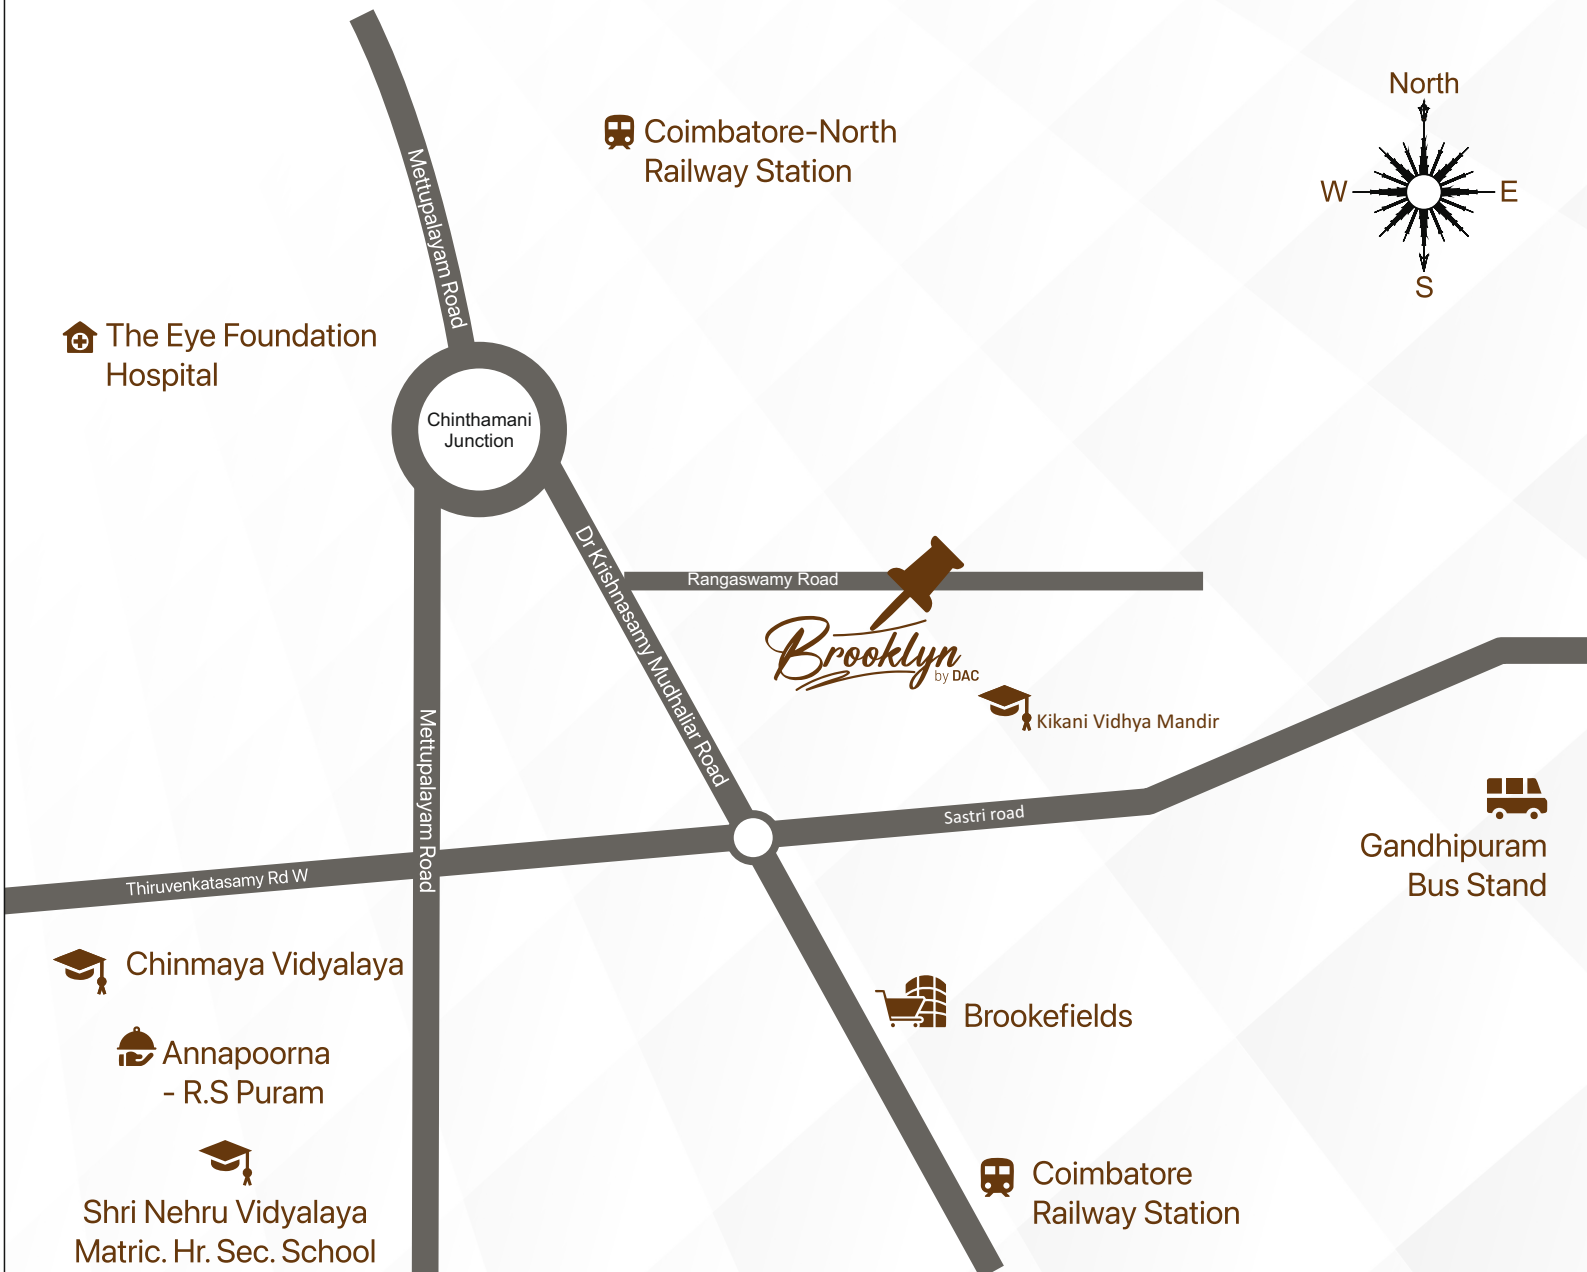 North
W
E
S
Coimbatore-North
Railway Station
Mettupalayam Road
The Eye Foundation
Hospital
Chinthamani
Junction
Dr Krishnasamy Mudhaliar Road
Rangaswamy Road
Brooklyn
by DAC
Kikani Vidhya Mandir
Mettupalayam Road
Sastri road
Thiruvenkatasamy Rd W
Gandhipuram
Bus Stand
Chinmaya Vidyalaya
Annapoorna
- R.S Puram
Brookefields
Shri Nehru Vidyalaya
Matric. Hr. Sec. School
Coimbatore
Railway Station